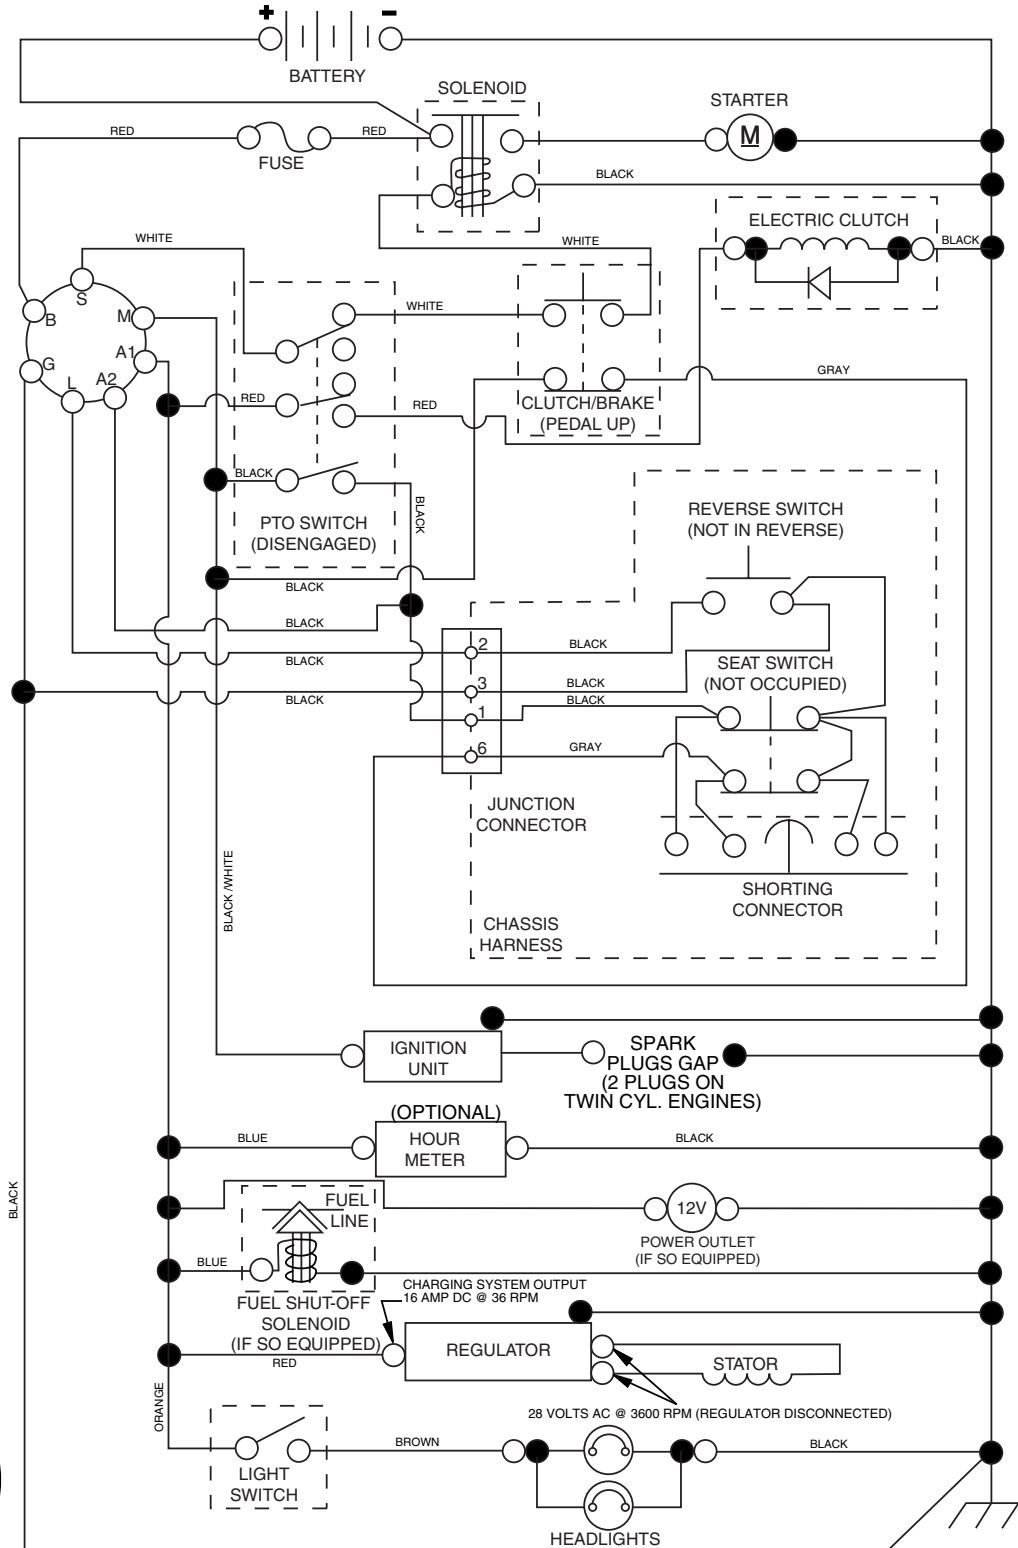 + −
BATTERY
SOLENOID
STARTER
M
RED
FUSE
RED
BLACK
ELECTRIC CLUTCH
BLACK
WHITE
WHITE
S
B
M
WHITE
G
A1
L
A2
RED
RED
CLUTCH/BRAKE
(PEDAL UP)
GRAY
BLACK
BLACK
PTO SWITCH
(DISENGAGED)
REVERSE SWITCH
(NOT IN REVERSE)
BLACK
BLACK
BLACK
2
BLACK
SEAT SWITCH
(NOT OCCUPIED)
3
BLACK
BLACK
BLACK
1
6
GRAY
JUNCTION
CONNECTOR
SHORTING
CONNECTOR
BLACK /WHITE
CHASSIS
HARNESS
IGNITION
UNIT
SPARK
PLUGS GAP
(2 PLUGS ON
TWIN CYL. ENGINES)
(OPTIONAL)
HOUR
METER
BLUE
BLACK
BLACK
FUEL
LINE
12V
POWER OUTLET
(IF SO EQUIPPED)
BLUE
CHARGING SYSTEM OUTPUT
16 AMP DC @ 36 RPM
FUEL SHUT-OFF
SOLENOID
(IF SO EQUIPPED)
RED
REGULATOR
STATOR
28 VOLTS AC @ 3600 RPM (REGULATOR DISCONNECTED)
ORANGE
BROWN
BLACK
LIGHT
SWITCH
HEADLIGHTS